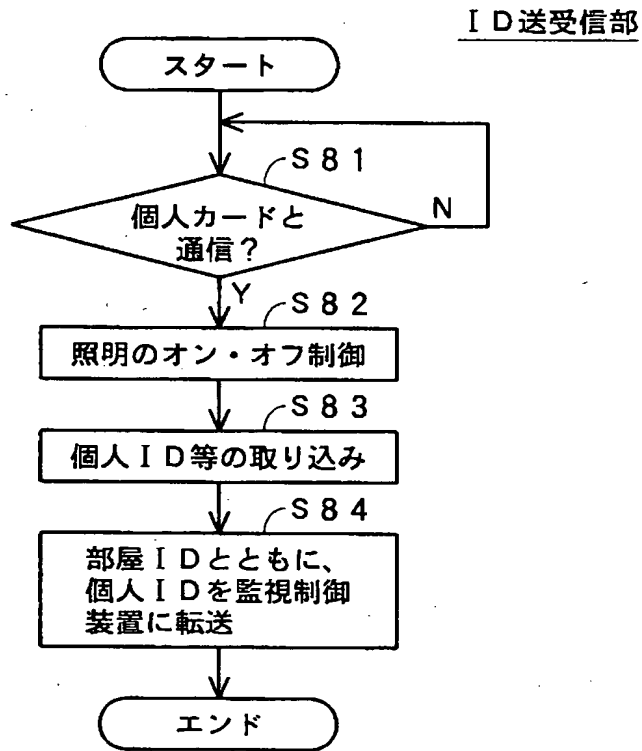 ＩＤ送受信部
スタート
Ｓ８１
個人カードと
通信？
Ｎ
Ｙ
Ｓ８２
照明のオン・オフ制御
Ｓ８３
個人ＩＤ等の取り込み
Ｓ８４
部屋ＩＤとともに、
個人ＩＤを監視制御
装置に転送
エンド